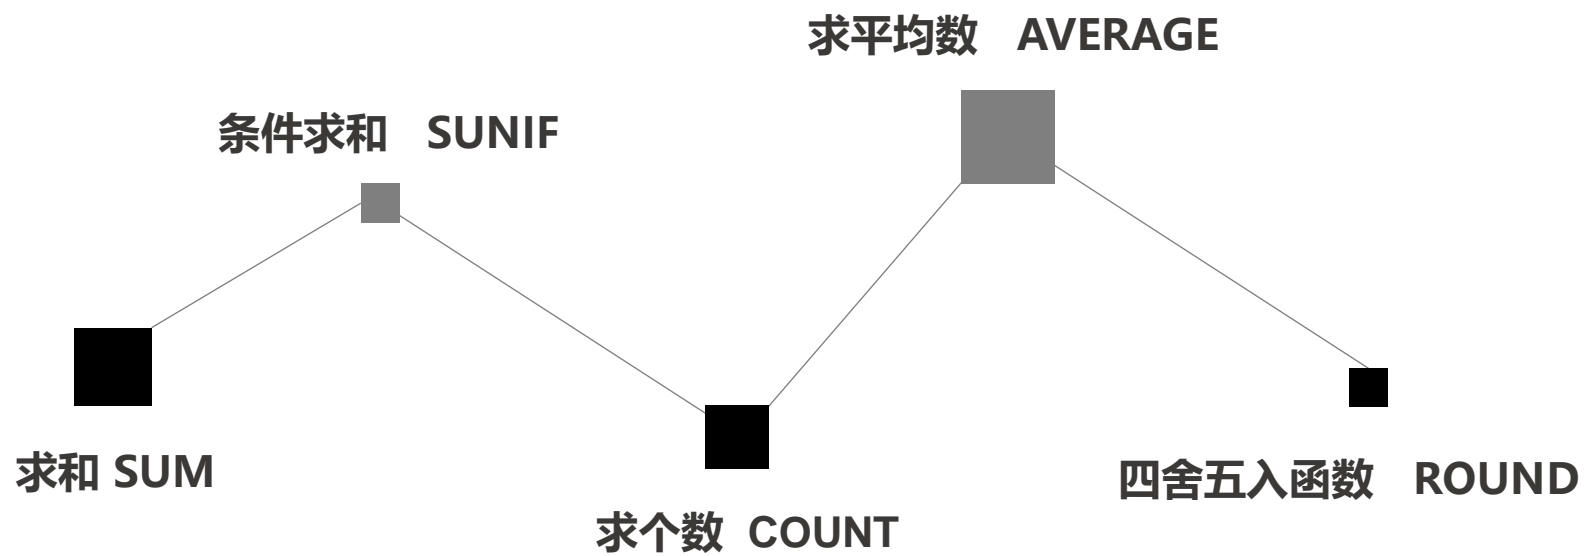 求平均数 AVERAGE
条件求和 SUNIF
求和 SUM
四舍五入函数 ROUND
求个数 COUNT